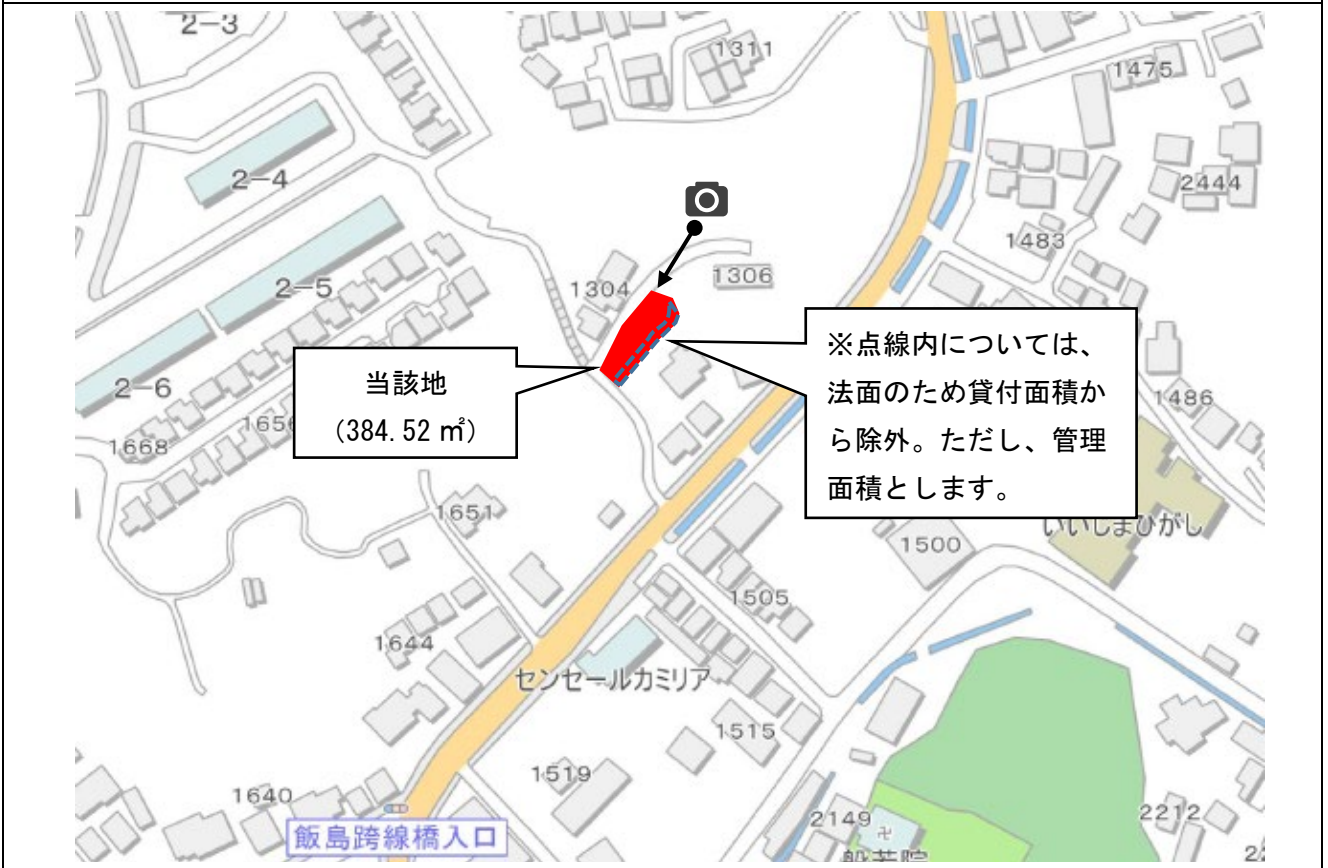 2-3
1311
1475
2-4
2444
1483
2-5
1304
1306
※点線内については、
法面のため貸付面積か
ら除外。ただし、管理
面積とします。
当該地
(384.52 ㎡)
2-6
1486
1656
1668
1651
いいしまひがし
1500
1505
1644
センセールカミリア
1515
1519
1640
飯島跨線橋入口
2149
卍
2212
般若院